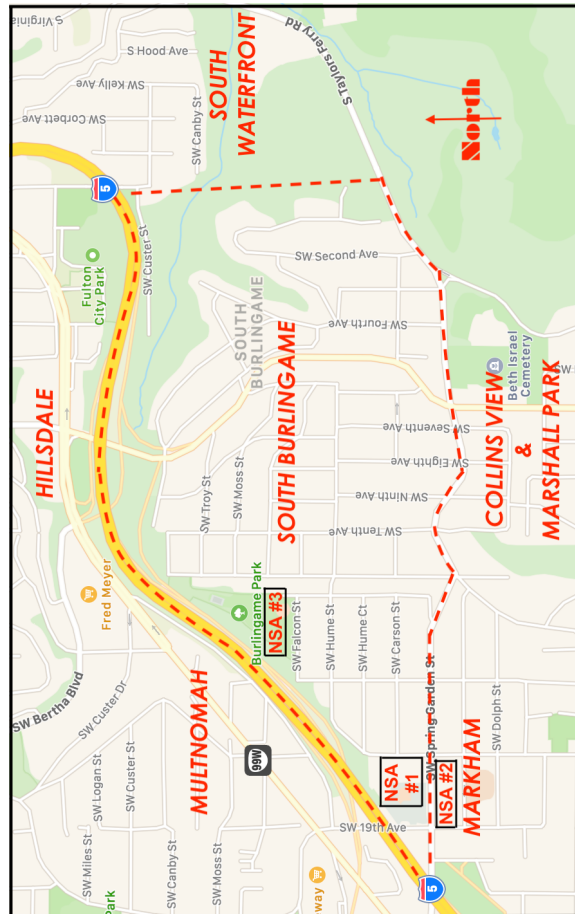 S Virginia
S Hood Ave
SW Kelly Ave
SW Corbett Ave
SW Canby St
SOUTH
WATERFRONT
S Taylors Ferry Rd
North
5
Fulton
City Park
SW Custer St
SW Second Ave
SW Fourth Ave
SOUTH
BURLINGAME
HILLSDALE
SOUTH BURLINGAME
Beth Israel
Cemetery
COLLINS VIEW
&
MARSHALL PARK
SW Seventh Ave
SW Eighth Ave
SW Ninth Ave
SW Tenth Ave
SW Troy St
SW Moss St
Fred Meyer
Burlingame Park
NSA #3
SW Falcon St
SW Hume St
SW Hume Ct
SW Carson St
SW Spring Garden St
SW Dolph St
SW Bertha Blvd
SW Custer Dr
MULTNOMAH
99W
SW Logan St
SW Custer St
SW Miles St
SW Canby St
SW Moss St
NSA
#1
NSA #2
MARKHAM
SW 19th Ave
way
5
Park